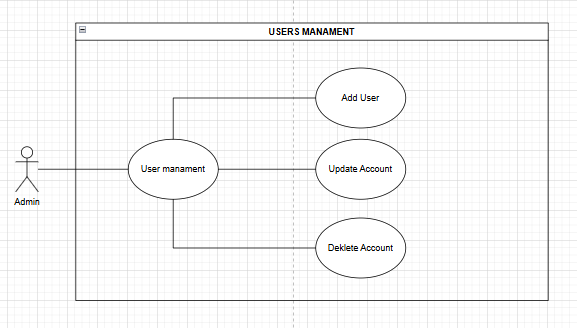 USERS MANAMENT
Add User
User manament
Update Account
Admin
Deklete Account